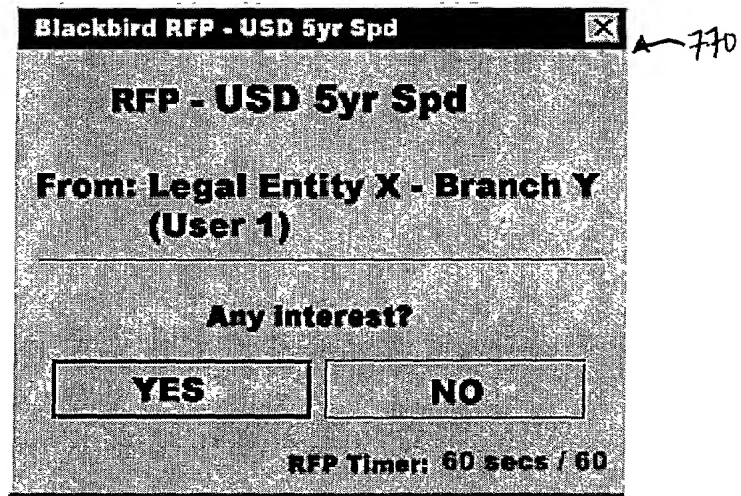 Blackbird RFP - USD 5yr Spd
770
RFP - USD 5yr Spd
From: Legal Entity X - Branch Y
(User 1)
Any interest?
YES
NO
RFP Timer: 60 secs / 60